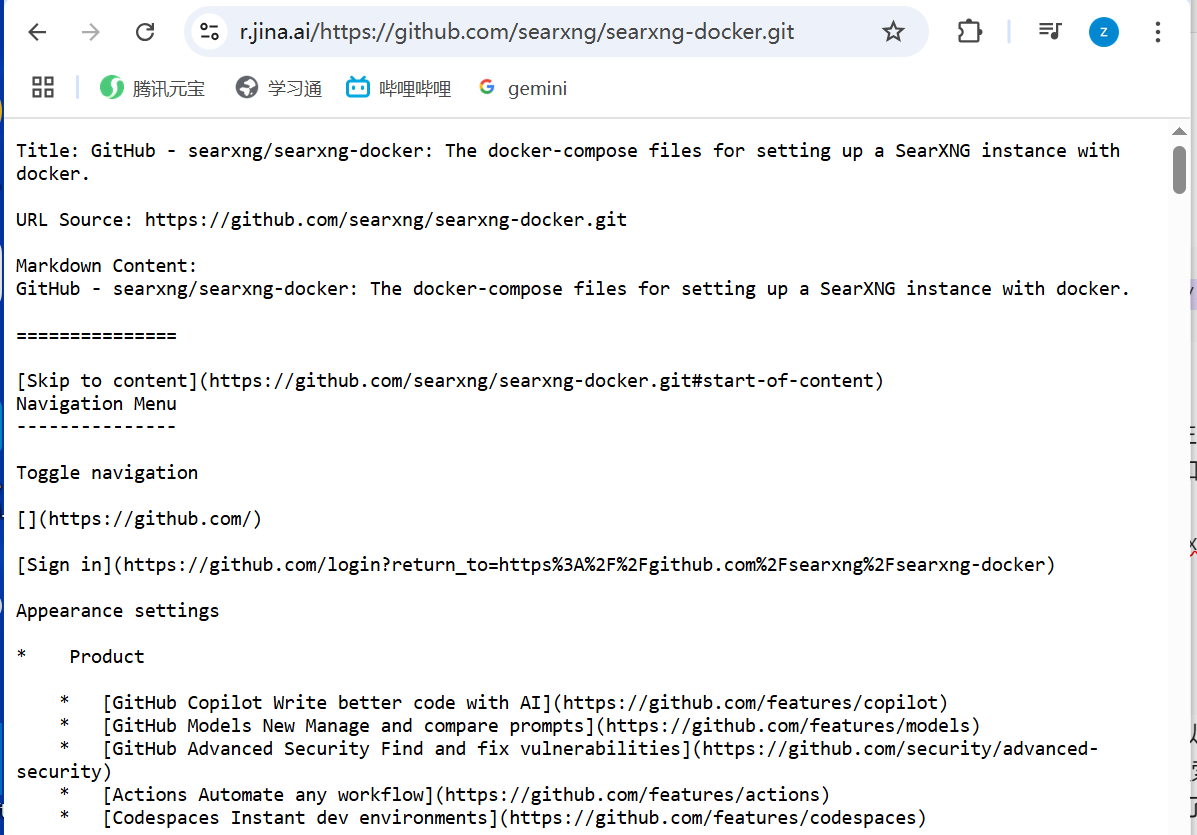 r.jina.ai/https://github.com/searxng/searxng-docker.git
z
腾讯元宝 学习通 哔哩哔哩 gemini
Title: GitHub - searxng/searxng-docker: The docker-compose files for setting up a SearXNG instance with
docker.
URL Source: https://github.com/searxng/searxng-docker.git
Markdown Content:
GitHub - searxng/searxng-docker: The docker-compose files for setting up a SearXNG instance with docker.
===============
[Skip to content](https://github.com/searxng/searxng-docker.git#start-of-content)
Navigation Menu
---------------
Toggle navigation
[](https://github.com/)
[Sign in](https://github.com/login?return_to=https%3A%2F%2Fgithub.com%2Fsearxng%2Fsearxng-docker)
Appearance settings
*    Product
*   [GitHub Copilot Write better code with AI](https://github.com/features/copilot)
*   [GitHub Models New Manage and compare prompts](https://github.com/features/models)
*   [GitHub Advanced Security Find and fix vulnerabilities](https://github.com/security/advanced-
security)
*   [Actions Automate any workflow](https://github.com/features/actions)
*   [Codespaces Instant dev environments](https://github.com/features/codespaces)